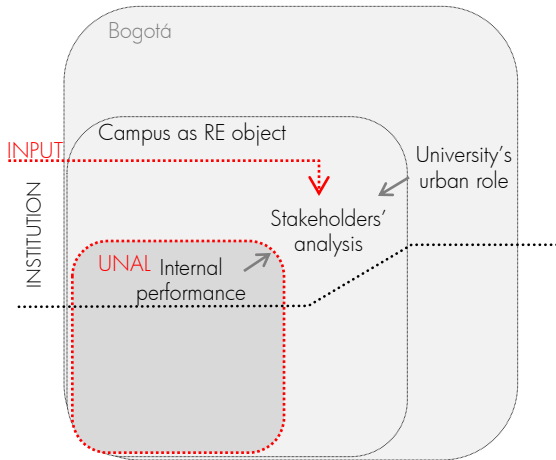 Bogotá
Campus as RE object
INPUT
University's
urban role
INSTITUTION
Stakeholders'
analysis
UNAL Internal
performance